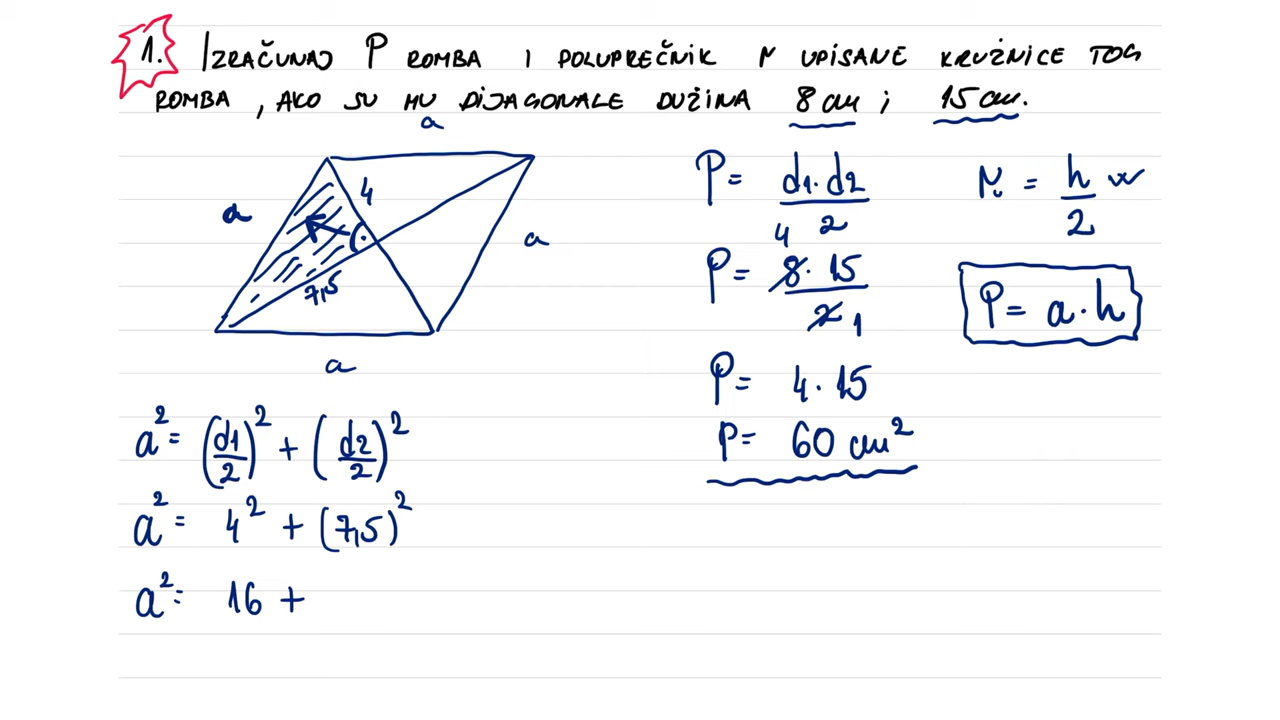 1. IZRAČUNAJ P ROMBA I POLUPREČNIK r UPISANE KRUŽNICE TOG
ROMBA, AKO SU MU DIJAGONALE DUŽINA 8 cm i 15 cm.
a
4
a
a
7,5
a
P = d1·d2/2
P = 8·15/2
4
1
P = 4·15
P = 60 cm²
r = h/2
P = a·h
a² = (d1/2)² + (d2/2)²
a² = 4² + (7,5)²
a² = 16 +